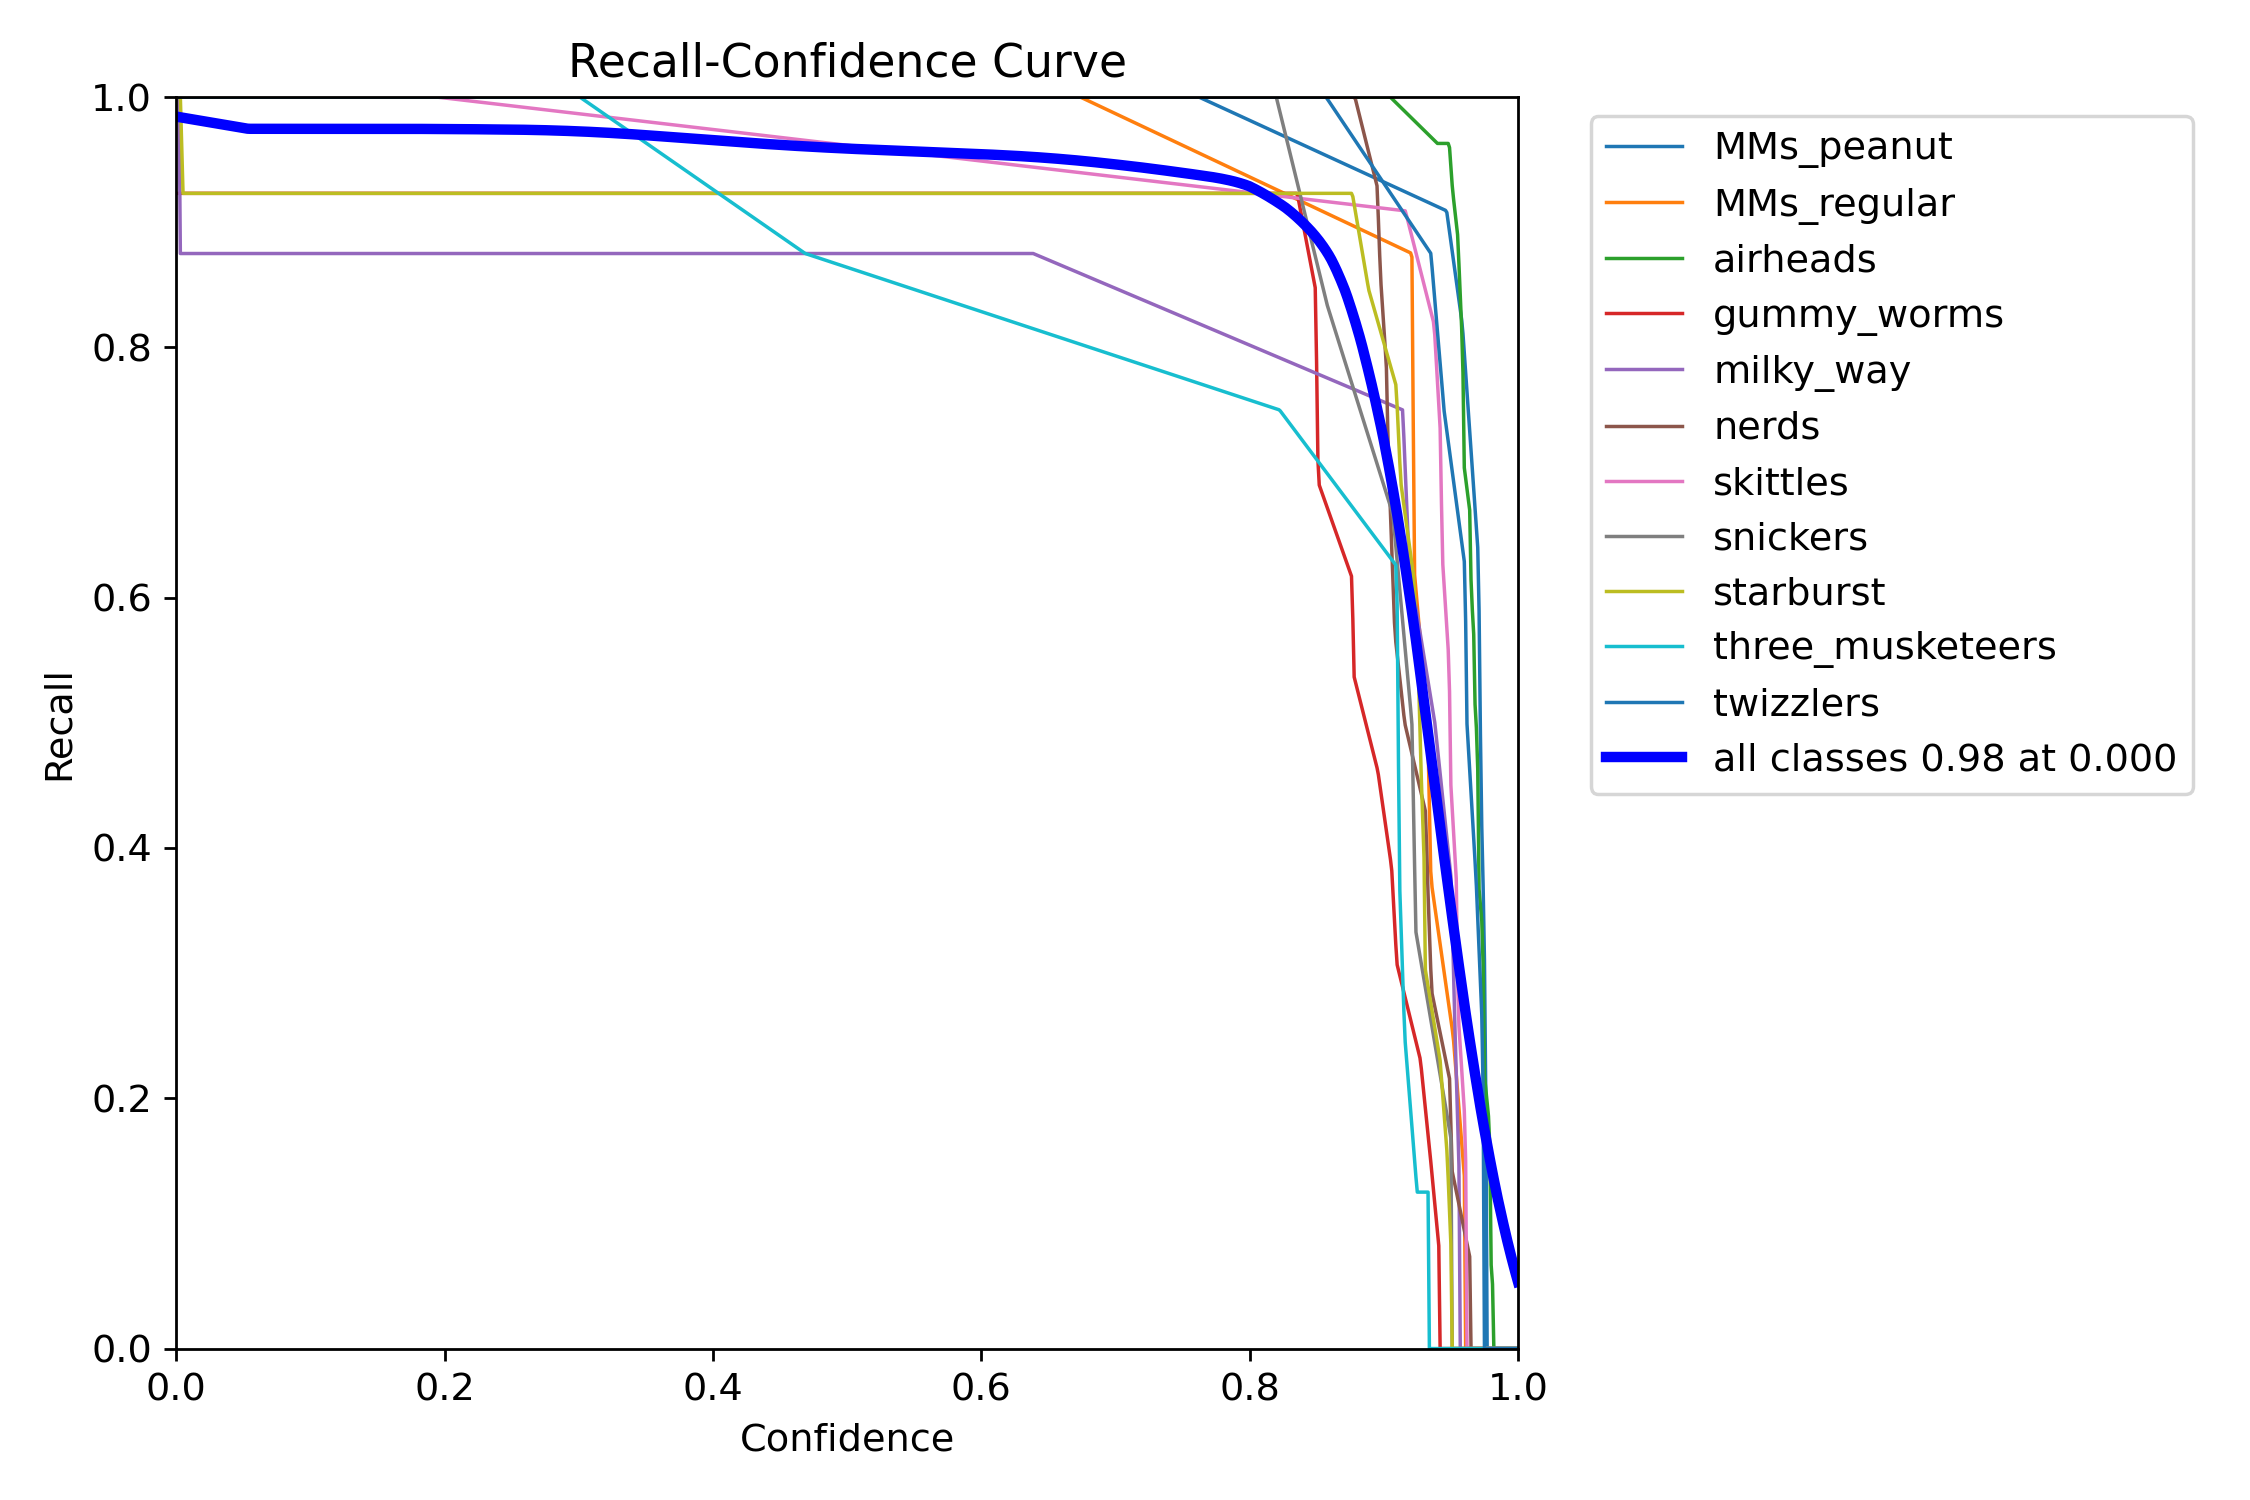 Recall-Confidence Curve
1.0
0.8
0.6
0.4
0.2
0.0
Recall
0.0 0.2 0.4 0.6 0.8 1.0
Confidence
MMs_peanut
MMs_regular
airheads
gummy_worms
milky_way
nerds
skittles
snickers
starburst
three_musketeers
twizzlers
all classes 0.98 at 0.000